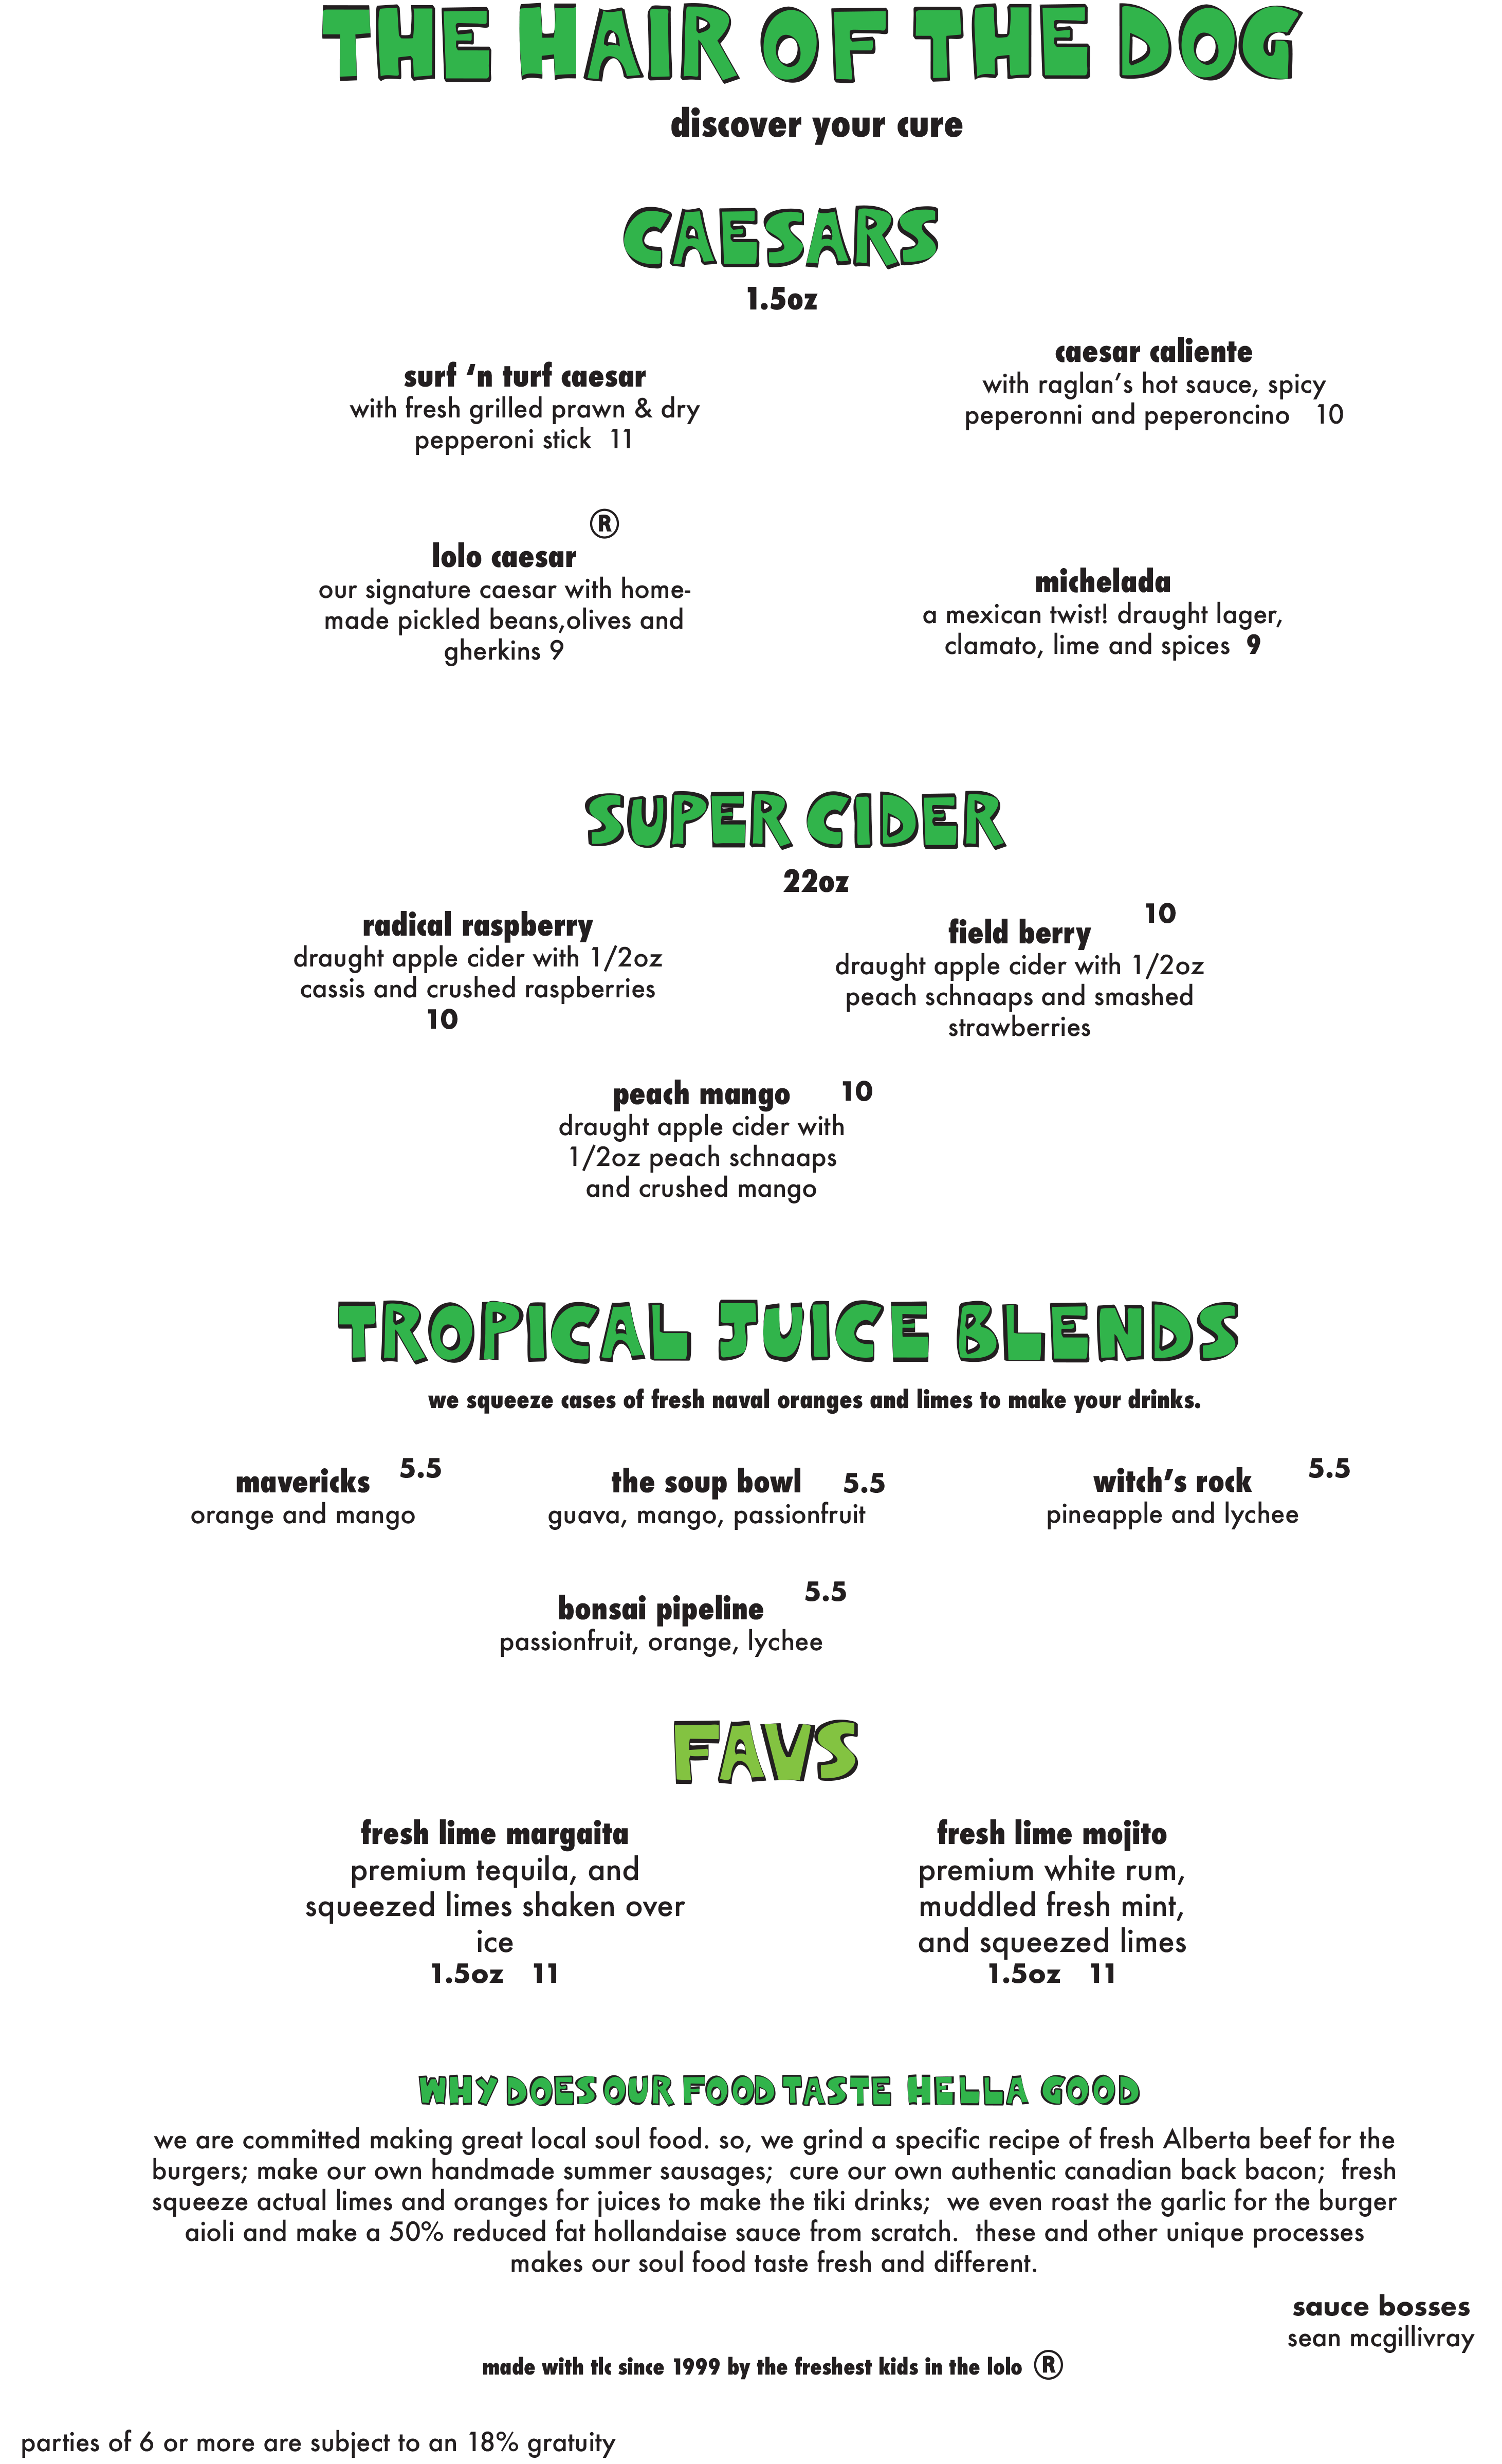 THE HAIR OF THE DOG
discover your cure
CAESARS
1.5oz
surf ‘n turf caesar
with fresh grilled prawn & dry
pepperoni stick 11
caesar caliente
with raglan’s hot sauce, spicy
peperonni and peperoncino 10
®
lolo caesar
our signature caesar with home-
made pickled beans,olives and
gherkins 9
michelada
a mexican twist! draught lager,
clamato, lime and spices 9
SUPER CIDER
22oz
radical raspberry
draught apple cider with 1/2oz
cassis and crushed raspberries
10
field berry 10
draught apple cider with 1/2oz
peach schnaaps and smashed
strawberries
peach mango 10
draught apple cider with
1/2oz peach schnaaps
and crushed mango
TROPICAL JUICE BLENDS
we squeeze cases of fresh naval oranges and limes to make your drinks.
mavericks 5.5
orange and mango
the soup bowl 5.5
guava, mango, passionfruit
witch’s rock 5.5
pineapple and lychee
bonsai pipeline 5.5
passionfruit, orange, lychee
FAVS
fresh lime margaita
premium tequila, and
squeezed limes shaken over
ice
1.5oz 11
fresh lime mojito
premium white rum,
muddled fresh mint,
and squeezed limes
1.5oz 11
WHY DOES OUR FOOD TASTE HELLA GOOD
we are committed making great local soul food. so, we grind a specific recipe of fresh Alberta beef for the
burgers; make our own handmade summer sausages; cure our own authentic canadian back bacon; fresh
squeeze actual limes and oranges for juices to make the tiki drinks; we even roast the garlic for the burger
aioli and make a 50% reduced fat hollandaise sauce from scratch. these and other unique processes
makes our soul food taste fresh and different.
sauce bosses
sean mcgillivray
made with tlc since 1999 by the freshest kids in the lolo ®
parties of 6 or more are subject to an 18% gratuity